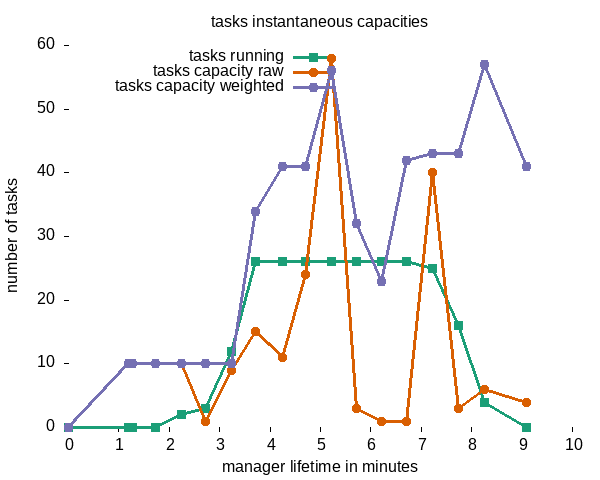 tasks instantaneous capacities
60
tasks running
tasks capacity raw
tasks capacity weighted
50
40
30
20
10
0
number of tasks
0 1 2 3 4 5 6 7 8 9 10
manager lifetime in minutes